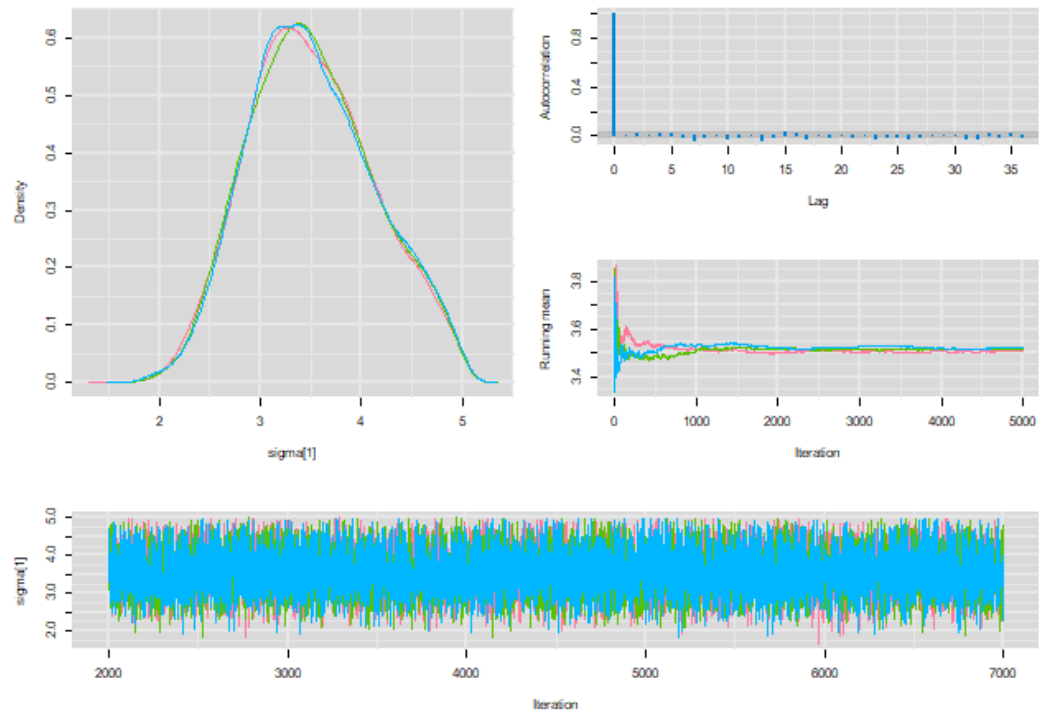 Density
0.0 0.1 0.2 0.3 0.4 0.5 0.6
2 3 4 5
sigma[1]
Autocorrelation
0.0 0.4 0.8
0 5 10 15 20 25 30 35
Lag
Running mean
3.4 3.6 3.8
0 1000 2000 3000 4000 5000
Iteration
sigma[1]
2.0 3.0 4.0 5.0
2000 3000 4000 5000 6000 7000
Iteration